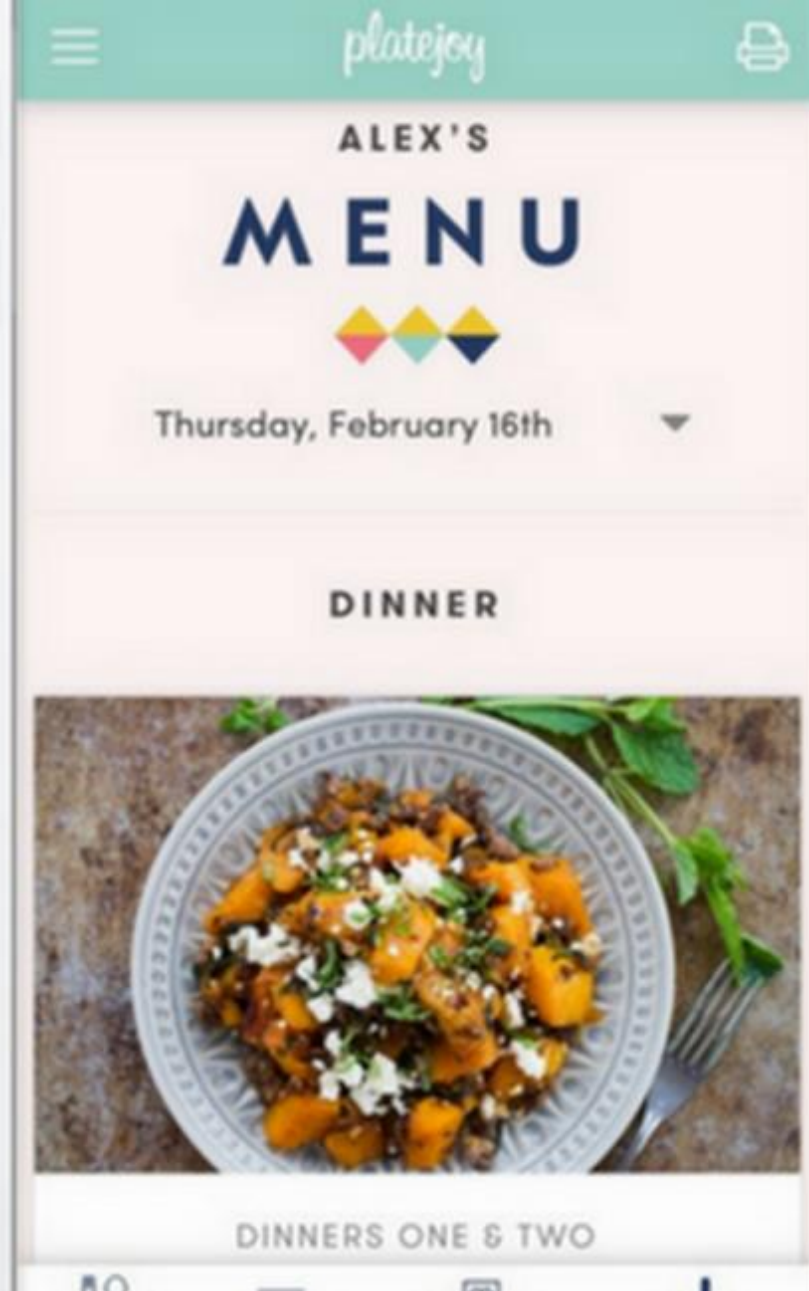 platejoy
ALEX'S
MENU
Thursday, February 16th
DINNER
DINNERS ONE & TWO